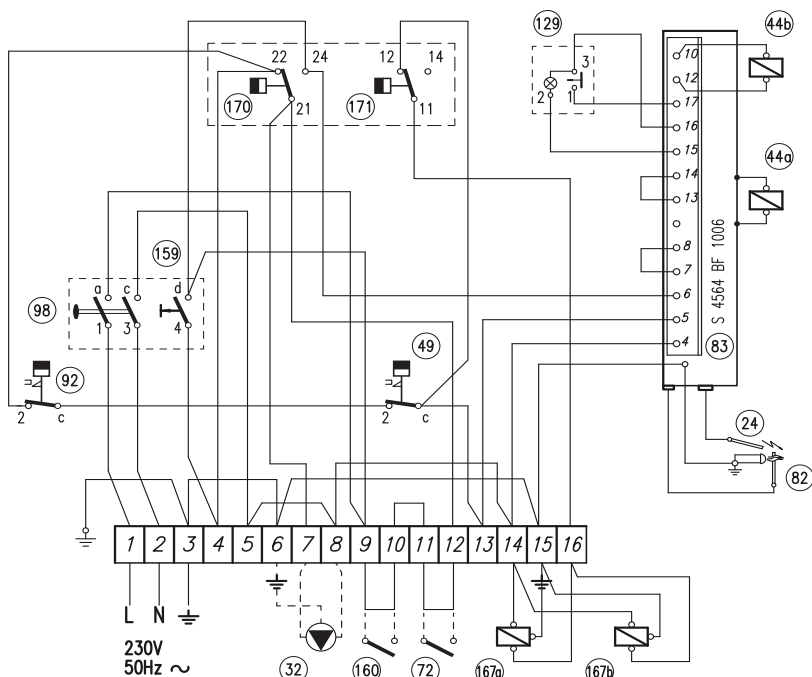 129
44b
22 24 12 14
10
3
12
2 1
17
170 21 171 11
16
15
44a
14
13
159
8
7
a c d
6
98
1 3 4
5
S 4564 BF 1006
49
4
83
92
2 c 2 c
24
82
1 2 3 4 5 6 7 8 9 10 11 12 13 14 15 16
L N
230V
50Hz ~
32 160 72 167a 167b